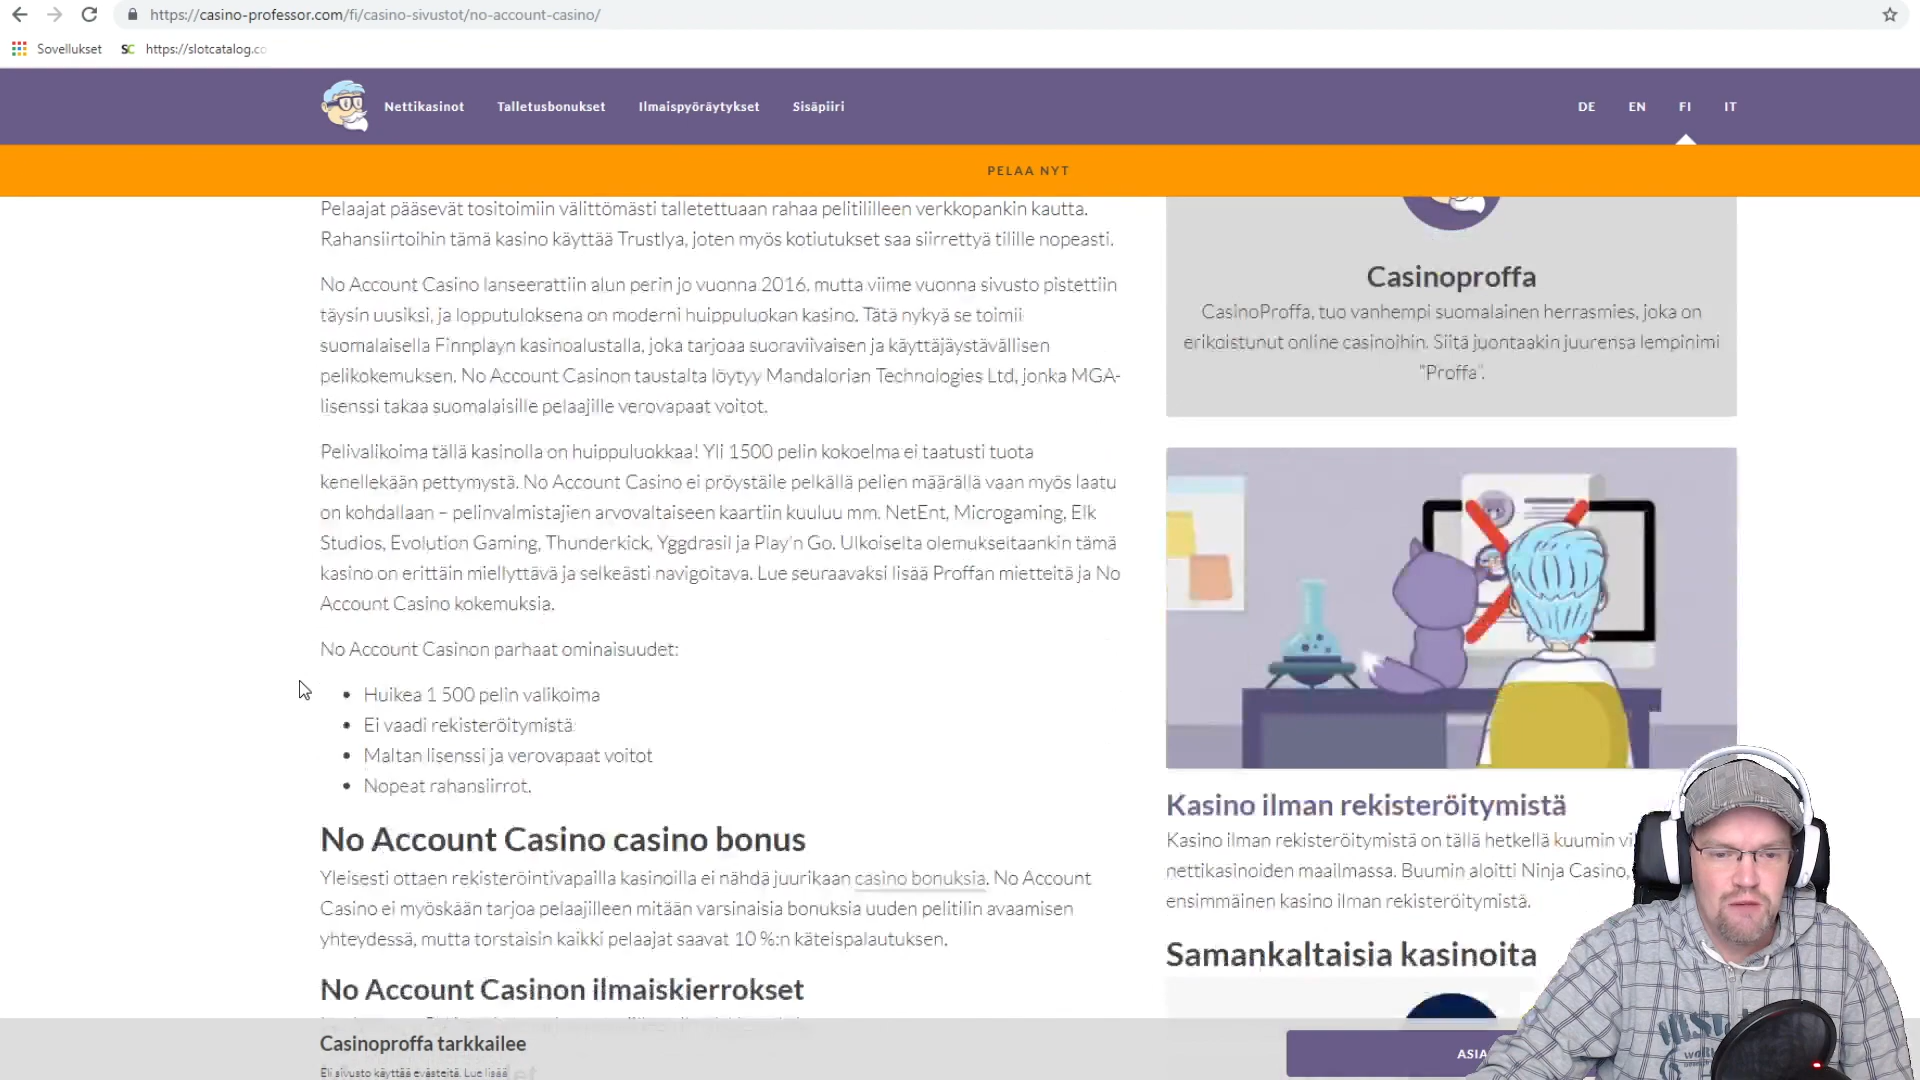 https://casino-professor.com/fi/casino-sivustot/no-account-casino/
Sovellukset
SC
https://slotcatalog.co
Nettikasinot
Talletusbonukset
Ilmaispyöräytykset
Sisäpiiri
DE
EN
FI
IT
PELAA NYT
Pelaajat pääsevät tositoimiin välittömästi talletettuaan rahaa pelitililleen verkkopankin kautta.
Rahansiirtoihin tämä kasino käyttää Trustlya, joten myös kotiutukset saa siirrettyä tilille nopeasti.
No Account Casino lanseerattiin alun perin jo vuonna 2016, mutta viime vuonna sivusto pistettiin
täysin uusiksi, ja lopputuloksena on moderni huippuluokan kasino. Tätä nykyä se toimii
suomalaisella Finnplayn kasinoalustalla, joka tarjoaa suoraviivaisen ja käyttäjäystävällisen
pelikokemuksen. No Account Casinon taustalta löytyy Mandalorian Technologies Ltd, jonka MGA-
lisenssi takaa suomalaisille pelaajille verovapaat voitot.
Pelivalikoima tällä kasinolla on huippuluokkaa! Yli 1500 pelin kokoelma ei taatusti tuota
kenellekään pettymystä. No Account Casino ei pröystäile pelkällä pelien määrällä vaan myös laatu
on kohdallaan – pelinvalmistajien arvovaltaiseen kaartiin kuuluu mm. NetEnt, Microgaming, Elk
Studios, Evolution Gaming, Thunderkick, Yggdrasil ja Play'n Go. Ulkoiselta olemukseltaankin tämä
kasino on erittäin miellyttävä ja selkeästi navigoitava. Lue seuraavaksi lisää Proffan mietteitä ja No
Account Casino kokemuksia.
No Account Casinon parhaat ominaisuudet:
• Huikea 1 500 pelin valikoima
• Ei vaadi rekisteröitymistä
• Maltan lisenssi ja verovapaat voitot
• Nopeat rahansiirrot.
No Account Casino casino bonus
Yleisesti ottaen rekisteröintivapailla kasinoilla ei nähdä juurikaan casino bonuksia. No Account
Casino ei myöskään tarjoa pelaajilleen mitään varsinaisia bonuksia uuden pelitilin avaamisen
yhteydessä, mutta torstaisin kaikki pelaajat saavat 10 %:n käteispalautuksen.
No Account Casinon ilmaiskierrokset
Casinoproffa tarkkailee
Eli sivusto käyttää evästeitä. Lue lisää
Casinoproffa
CasinoProffa, tuo vanhempi suomalainen herrasmies, joka on
erikoistunut online casinoihin. Siitä juontaakin juurensa lempinimi
"Proffa".
Kasino ilman rekisteröitymistä
Kasino ilman rekisteröitymistä on tällä hetkellä kuumin vi
nettikasinoiden maailmassa. Buumin aloitti Ninja Casino,
ensimmäinen kasino ilman rekisteröitymistä.
Samankaltaisia kasinoita
ASIA